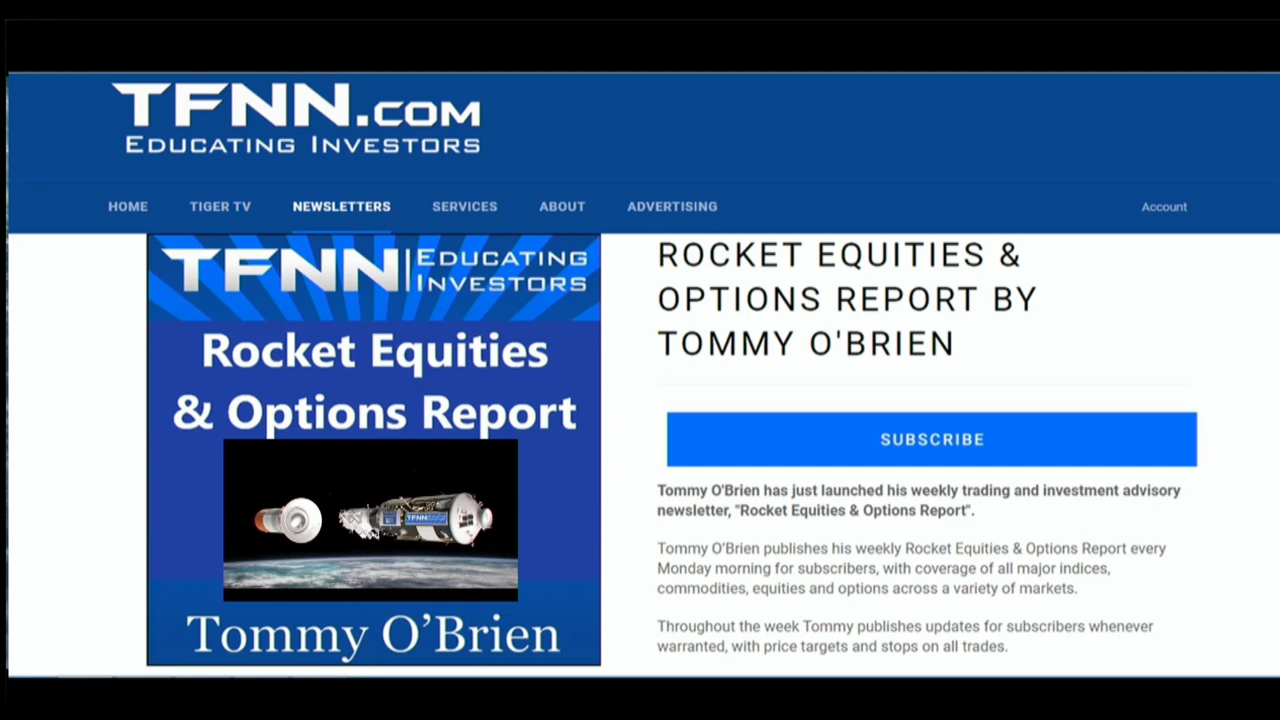 TFNN.COM
EDUCATING INVESTORS
HOME TIGER TV NEWSLETTERS SERVICES ABOUT ADVERTISING Account
TFNN EDUCATING
INVESTORS
Rocket Equities
& Options Report
TFNN
Tommy O’Brien
ROCKET EQUITIES &
OPTIONS REPORT BY
TOMMY O'BRIEN
SUBSCRIBE
Tommy O'Brien has just launched his weekly trading and investment advisory
newsletter, "Rocket Equities & Options Report".
Tommy O’Brien publishes his weekly Rocket Equities & Options Report every
Monday morning for subscribers, with coverage of all major indices,
commodities, equities and options across a variety of markets.
Throughout the week Tommy publishes updates for subscribers whenever
warranted, with price targets and stops on all trades.